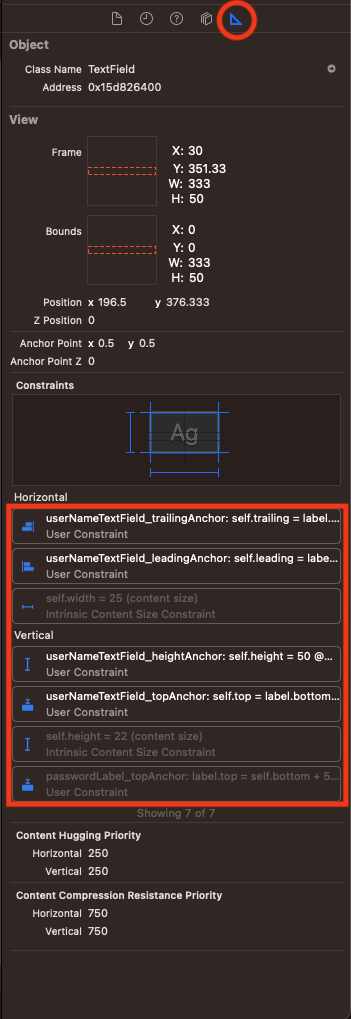 Object
Class Name TextField
Address 0x15d826400
View
Frame
X: 30
Y: 351.33
W: 333
H: 50
Bounds
X: 0
Y: 0
W: 333
H: 50
Position x 196.5 y 376.333
Z Position 0
Anchor Point x 0.5 y 0.5
Anchor Point Z 0
Constraints
Ag
Horizontal
userNameTextField_trailingAnchor: self.trailing = label....
User Constraint
userNameTextField_leadingAnchor: self.leading = labe...
User Constraint
self.width = 25 (content size)
Intrinsic Content Size Constraint
Vertical
userNameTextField_heightAnchor: self.height = 50 @...
User Constraint
userNameTextField_topAnchor: self.top = label.bottom...
User Constraint
self.height = 22 (content size)
Intrinsic Content Size Constraint
passwordLabel_topAnchor: label.top = self.bottom + 5...
User Constraint
Showing 7 of 7
Content Hugging Priority
Horizontal 250
Vertical 250
Content Compression Resistance Priority
Horizontal 750
Vertical 750